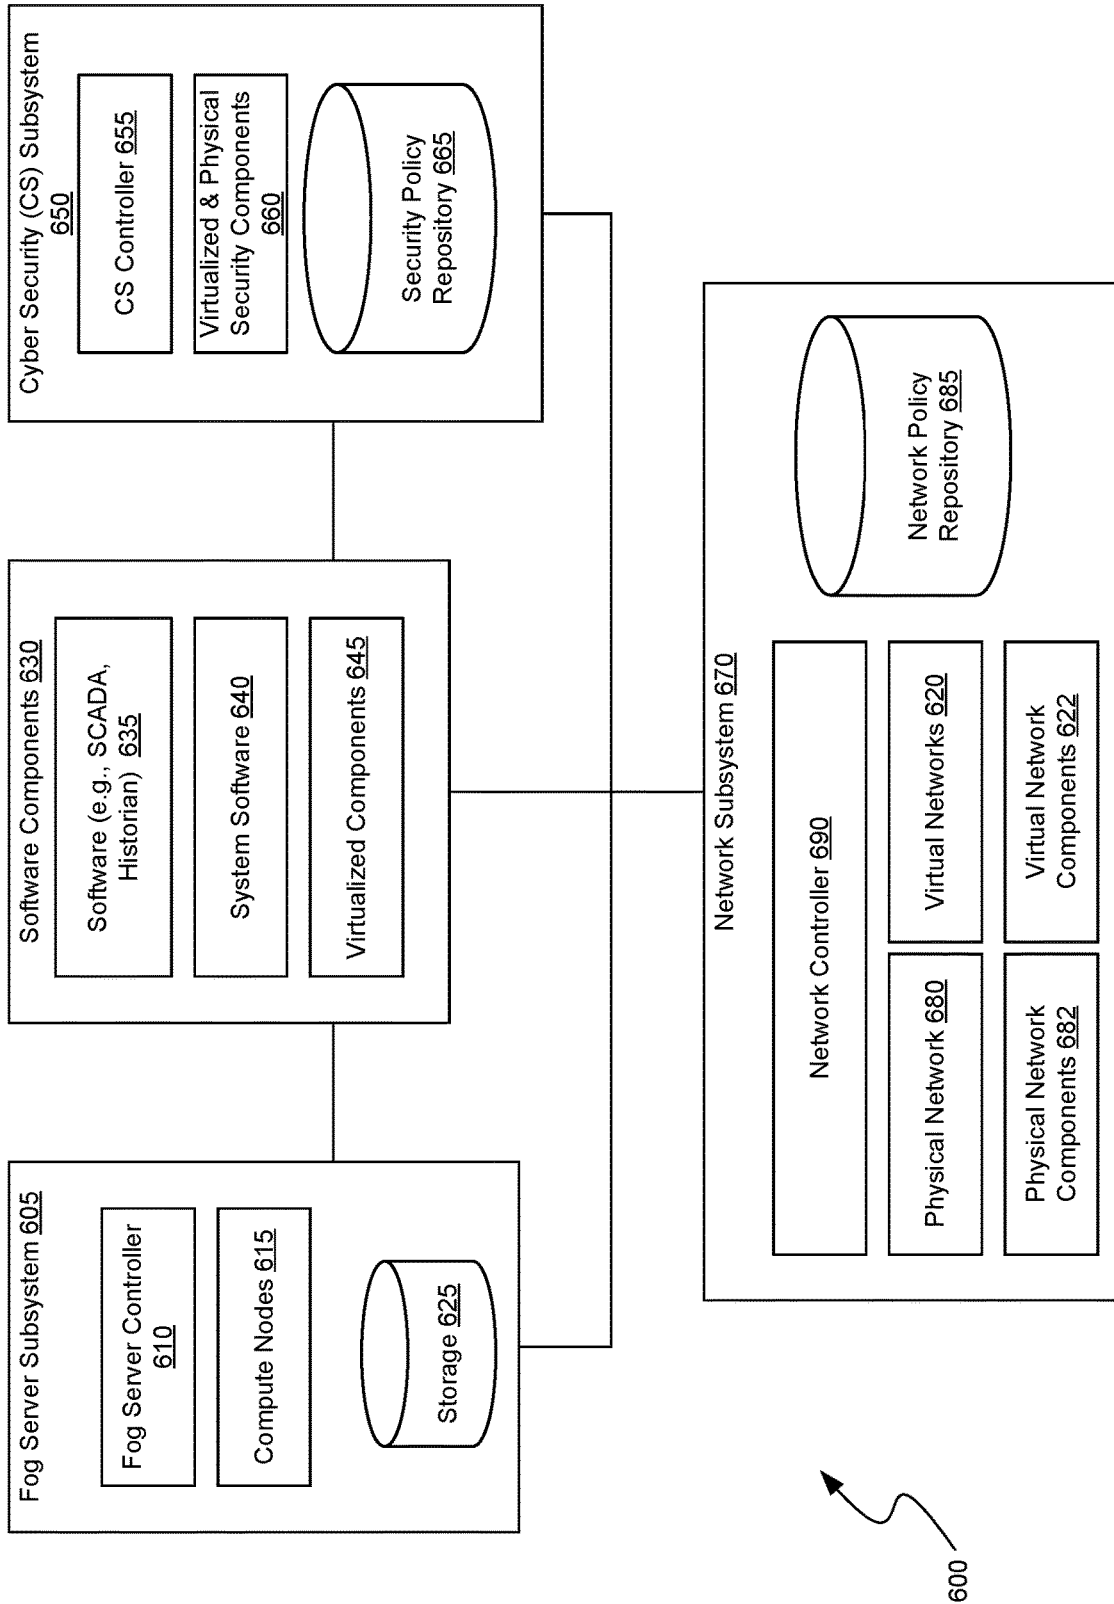 Fog Server Subsystem 605
Fog Server Controller
610
Compute Nodes 615
Storage 625
Software Components 630
Software (e.g., SCADA,
Historian) 635
System Software 640
Virtualized Components 645
Cyber Security (CS) Subsystem
650
CS Controller 655
Virtualized & Physical
Security Components
660
Security Policy
Repository 665
Network Subsystem 670
Network Controller 690
Physical Network 680
Virtual Networks 620
Physical Network
Components 682
Virtual Network
Components 622
Network Policy
Repository 685
600